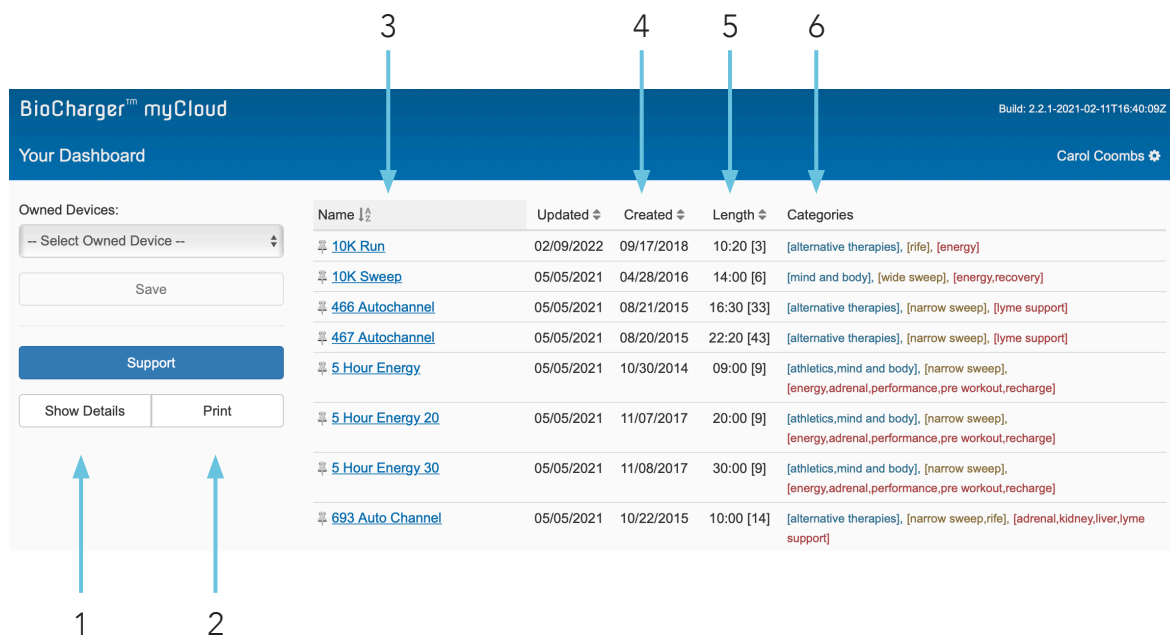 3 4 5 6
BioCharger™ myCloud
Build: 2.2.1-2021-02-11T16:40:09Z
Your Dashboard
Carol Coombs
Owned Devices:
-- Select Owned Device --
Save
Support
Show Details Print
1 2
Name Updated Created Length Categories
10K Run 02/09/2022 09/17/2018 10:20 [3] [alternative therapies], [rife], [energy]
10K Sweep 05/05/2021 04/28/2016 14:00 [6] [mind and body], [wide sweep], [energy,recovery]
466 Autochannel 05/05/2021 08/21/2015 16:30 [33] [alternative therapies], [narrow sweep], [lyme support]
467 Autochannel 05/05/2021 08/20/2015 22:20 [43] [alternative therapies], [narrow sweep], [lyme support]
5 Hour Energy 05/05/2021 10/30/2014 09:00 [9] [athletics,mind and body], [narrow sweep],
[energy,adrenal,performance,pre workout,recharge]
5 Hour Energy 20 05/05/2021 11/07/2017 20:00 [9] [athletics,mind and body], [narrow sweep],
[energy,adrenal,performance,pre workout,recharge]
5 Hour Energy 30 05/05/2021 11/08/2017 30:00 [9] [athletics,mind and body], [narrow sweep],
[energy,adrenal,performance,pre workout,recharge]
693 Auto Channel 05/05/2021 10/22/2015 10:00 [14] [alternative therapies], [narrow sweep,rife], [adrenal,kidney,liver,lyme
support]